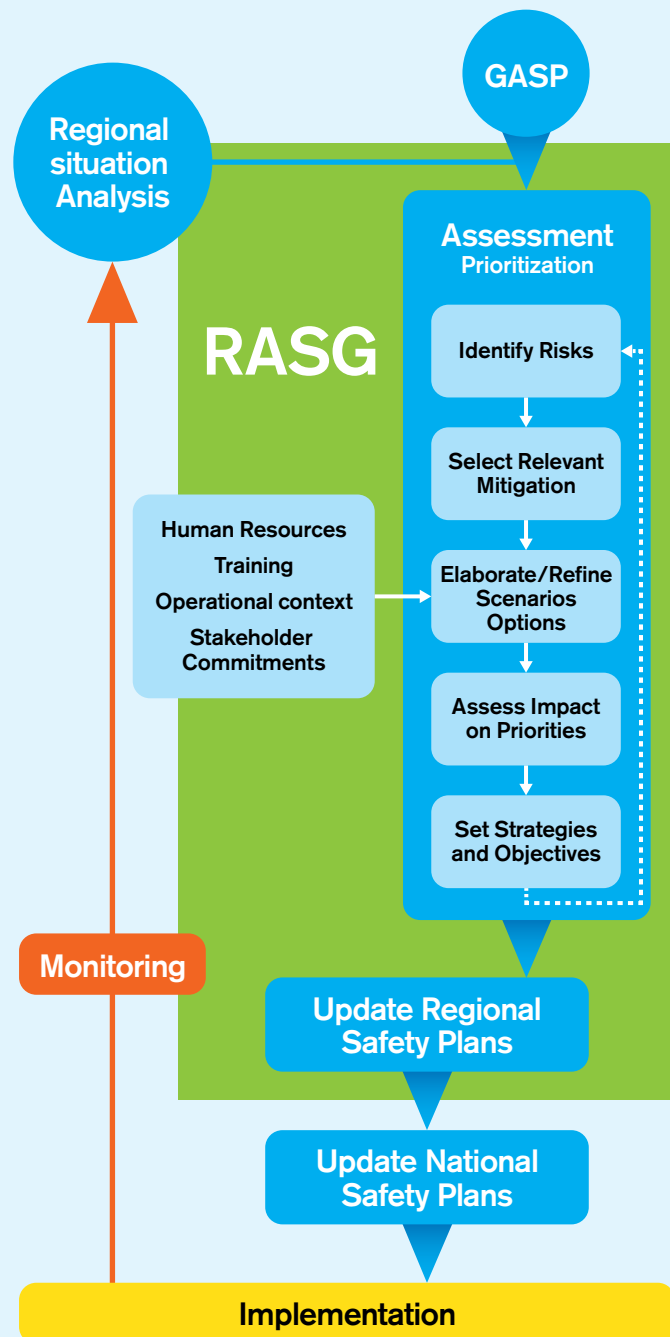 GASP
Regional
situation
Analysis
Assessment
Prioritization
RASG
Identify Risks
Select Relevant
Mitigation
Human Resources
Training
Operational context
Stakeholder
Commitments
Elaborate/Refine
Scenarios
Options
Assess Impact
on Priorities
Set Strategies
and Objectives
Monitoring
Update Regional
Safety Plans
Update National
Safety Plans
Implementation